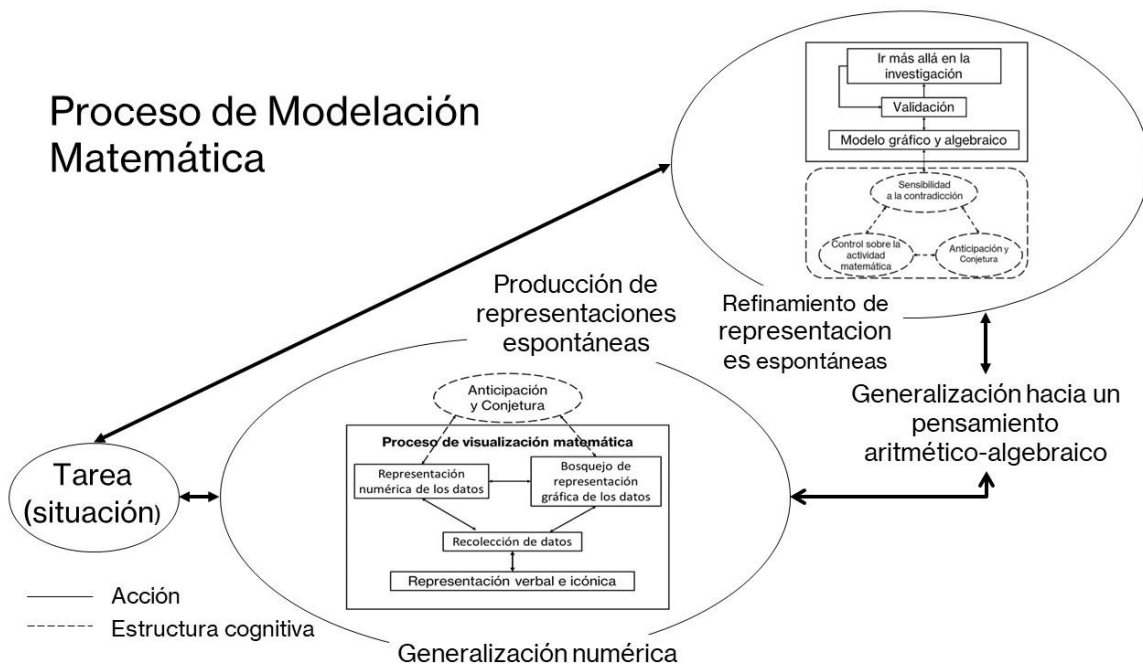 Proceso de Modelación
Matemática
Ir más allá en la
investigación
Validación
Modelo gráfico y algebraico
Sensibilidad
a la contradicción
Control sobre la
actividad
matemática
Anticipación y
Conjetura
Producción de
representaciones
espontáneas
Refinamiento de
representacion
es espontáneas
Generalización hacia un
pensamiento
aritmético-algebraico
Anticipación
y Conjetura
Proceso de visualización matemática
Representación
numérica de los datos
Bosquejo de
representación
gráfica de los datos
Recolección de datos
Representación verbal e icónica
Tarea
(situación)
Acción
Estructura cognitiva
Generalización numérica